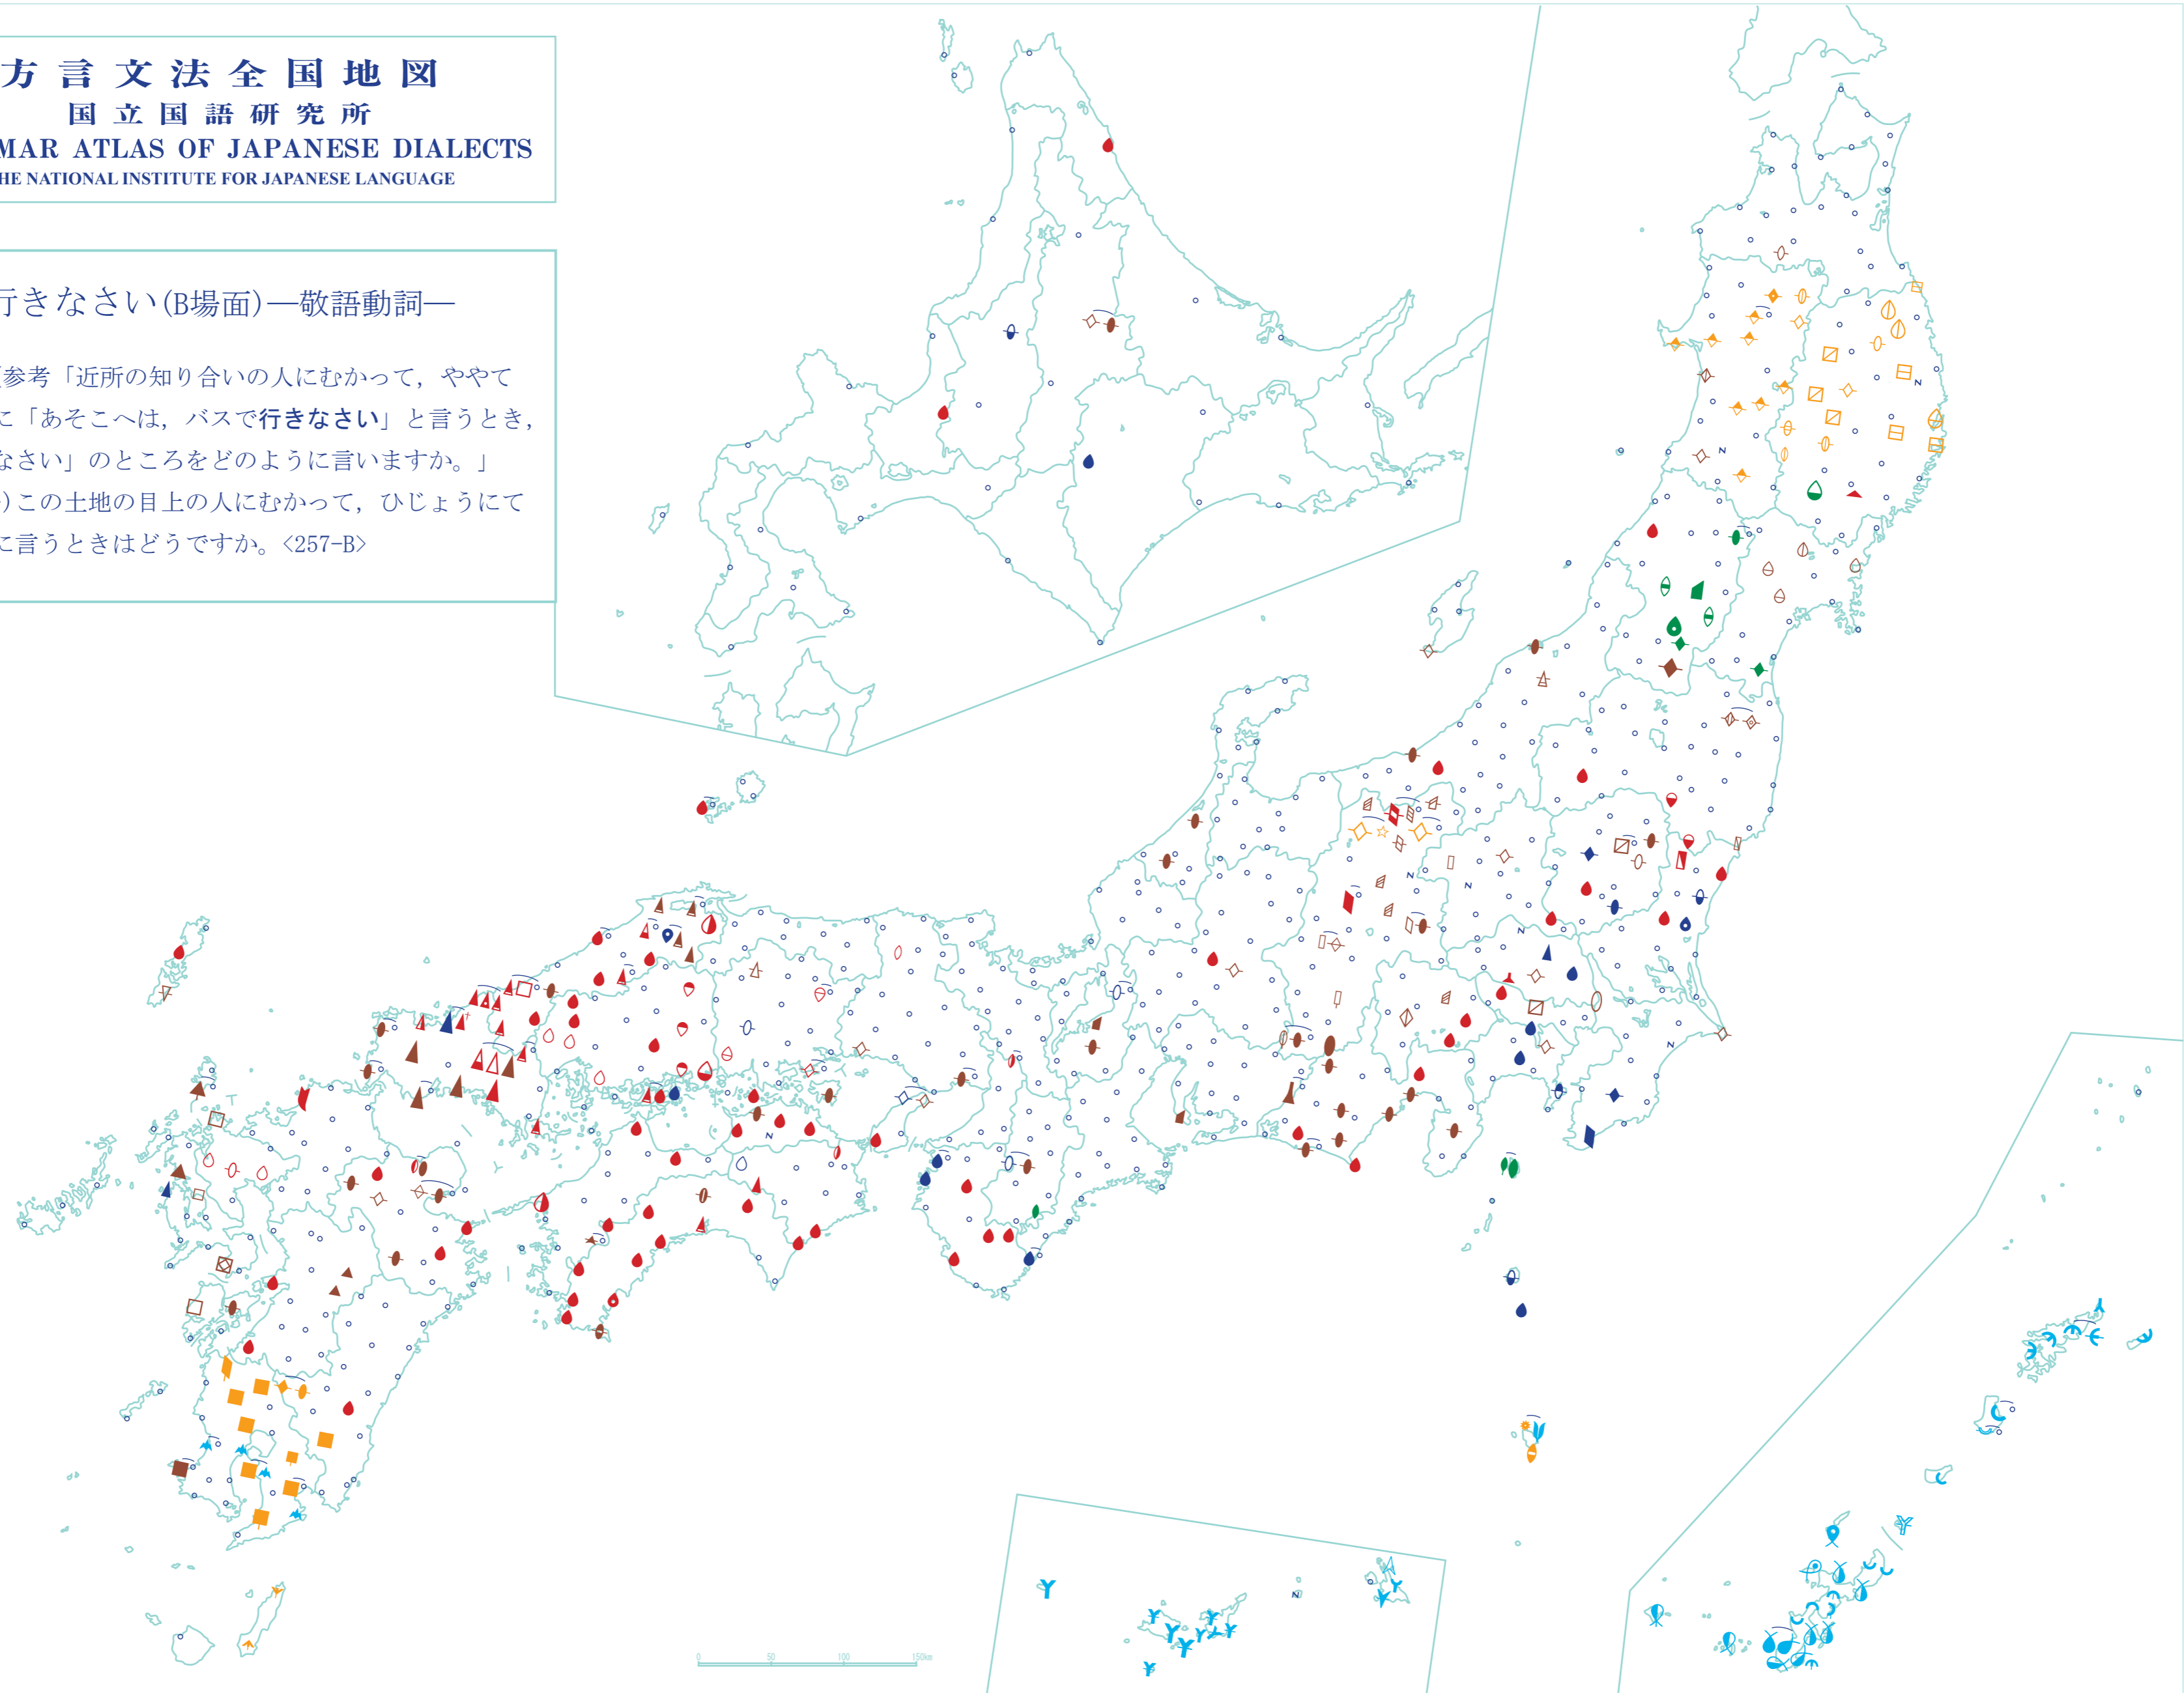 方言文法全国地図
国立国語研究所
MAR ATLAS OF JAPANESE DIALECTS
HE NATIONAL INSTITUTE FOR JAPANESE LANGUAGE
行きなさい(B場面)―敬語動詞―
参考「近所の知り合いの人にむかって，ややて
に「あそこへは，バスで行きなさい」と言うとき，
なさい」のところをどのように言いますか。」
)この土地の目上の人にむかって，ひじょうにて
に言うときはどうですか。<257-B>
0 50 100 150km